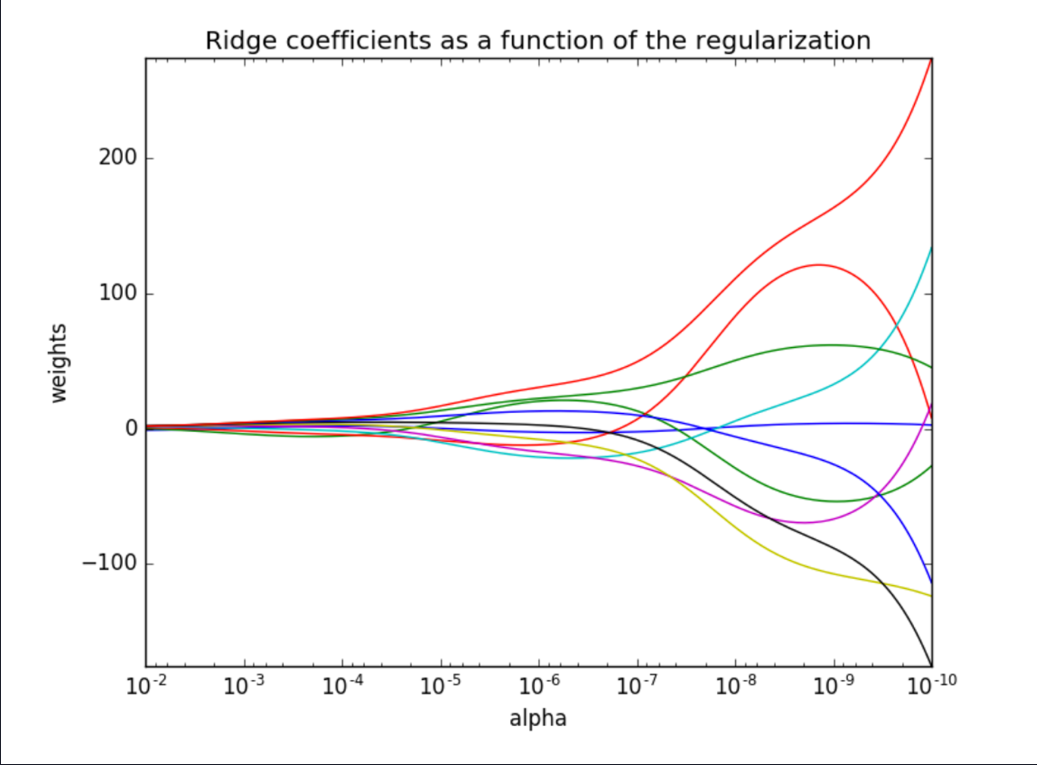 Ridge coefficients as a function of the regularization
200
100
0
−100
weights
10⁻² 10⁻³ 10⁻⁴ 10⁻⁵ 10⁻⁶ 10⁻⁷ 10⁻⁸ 10⁻⁹ 10⁻¹⁰
alpha